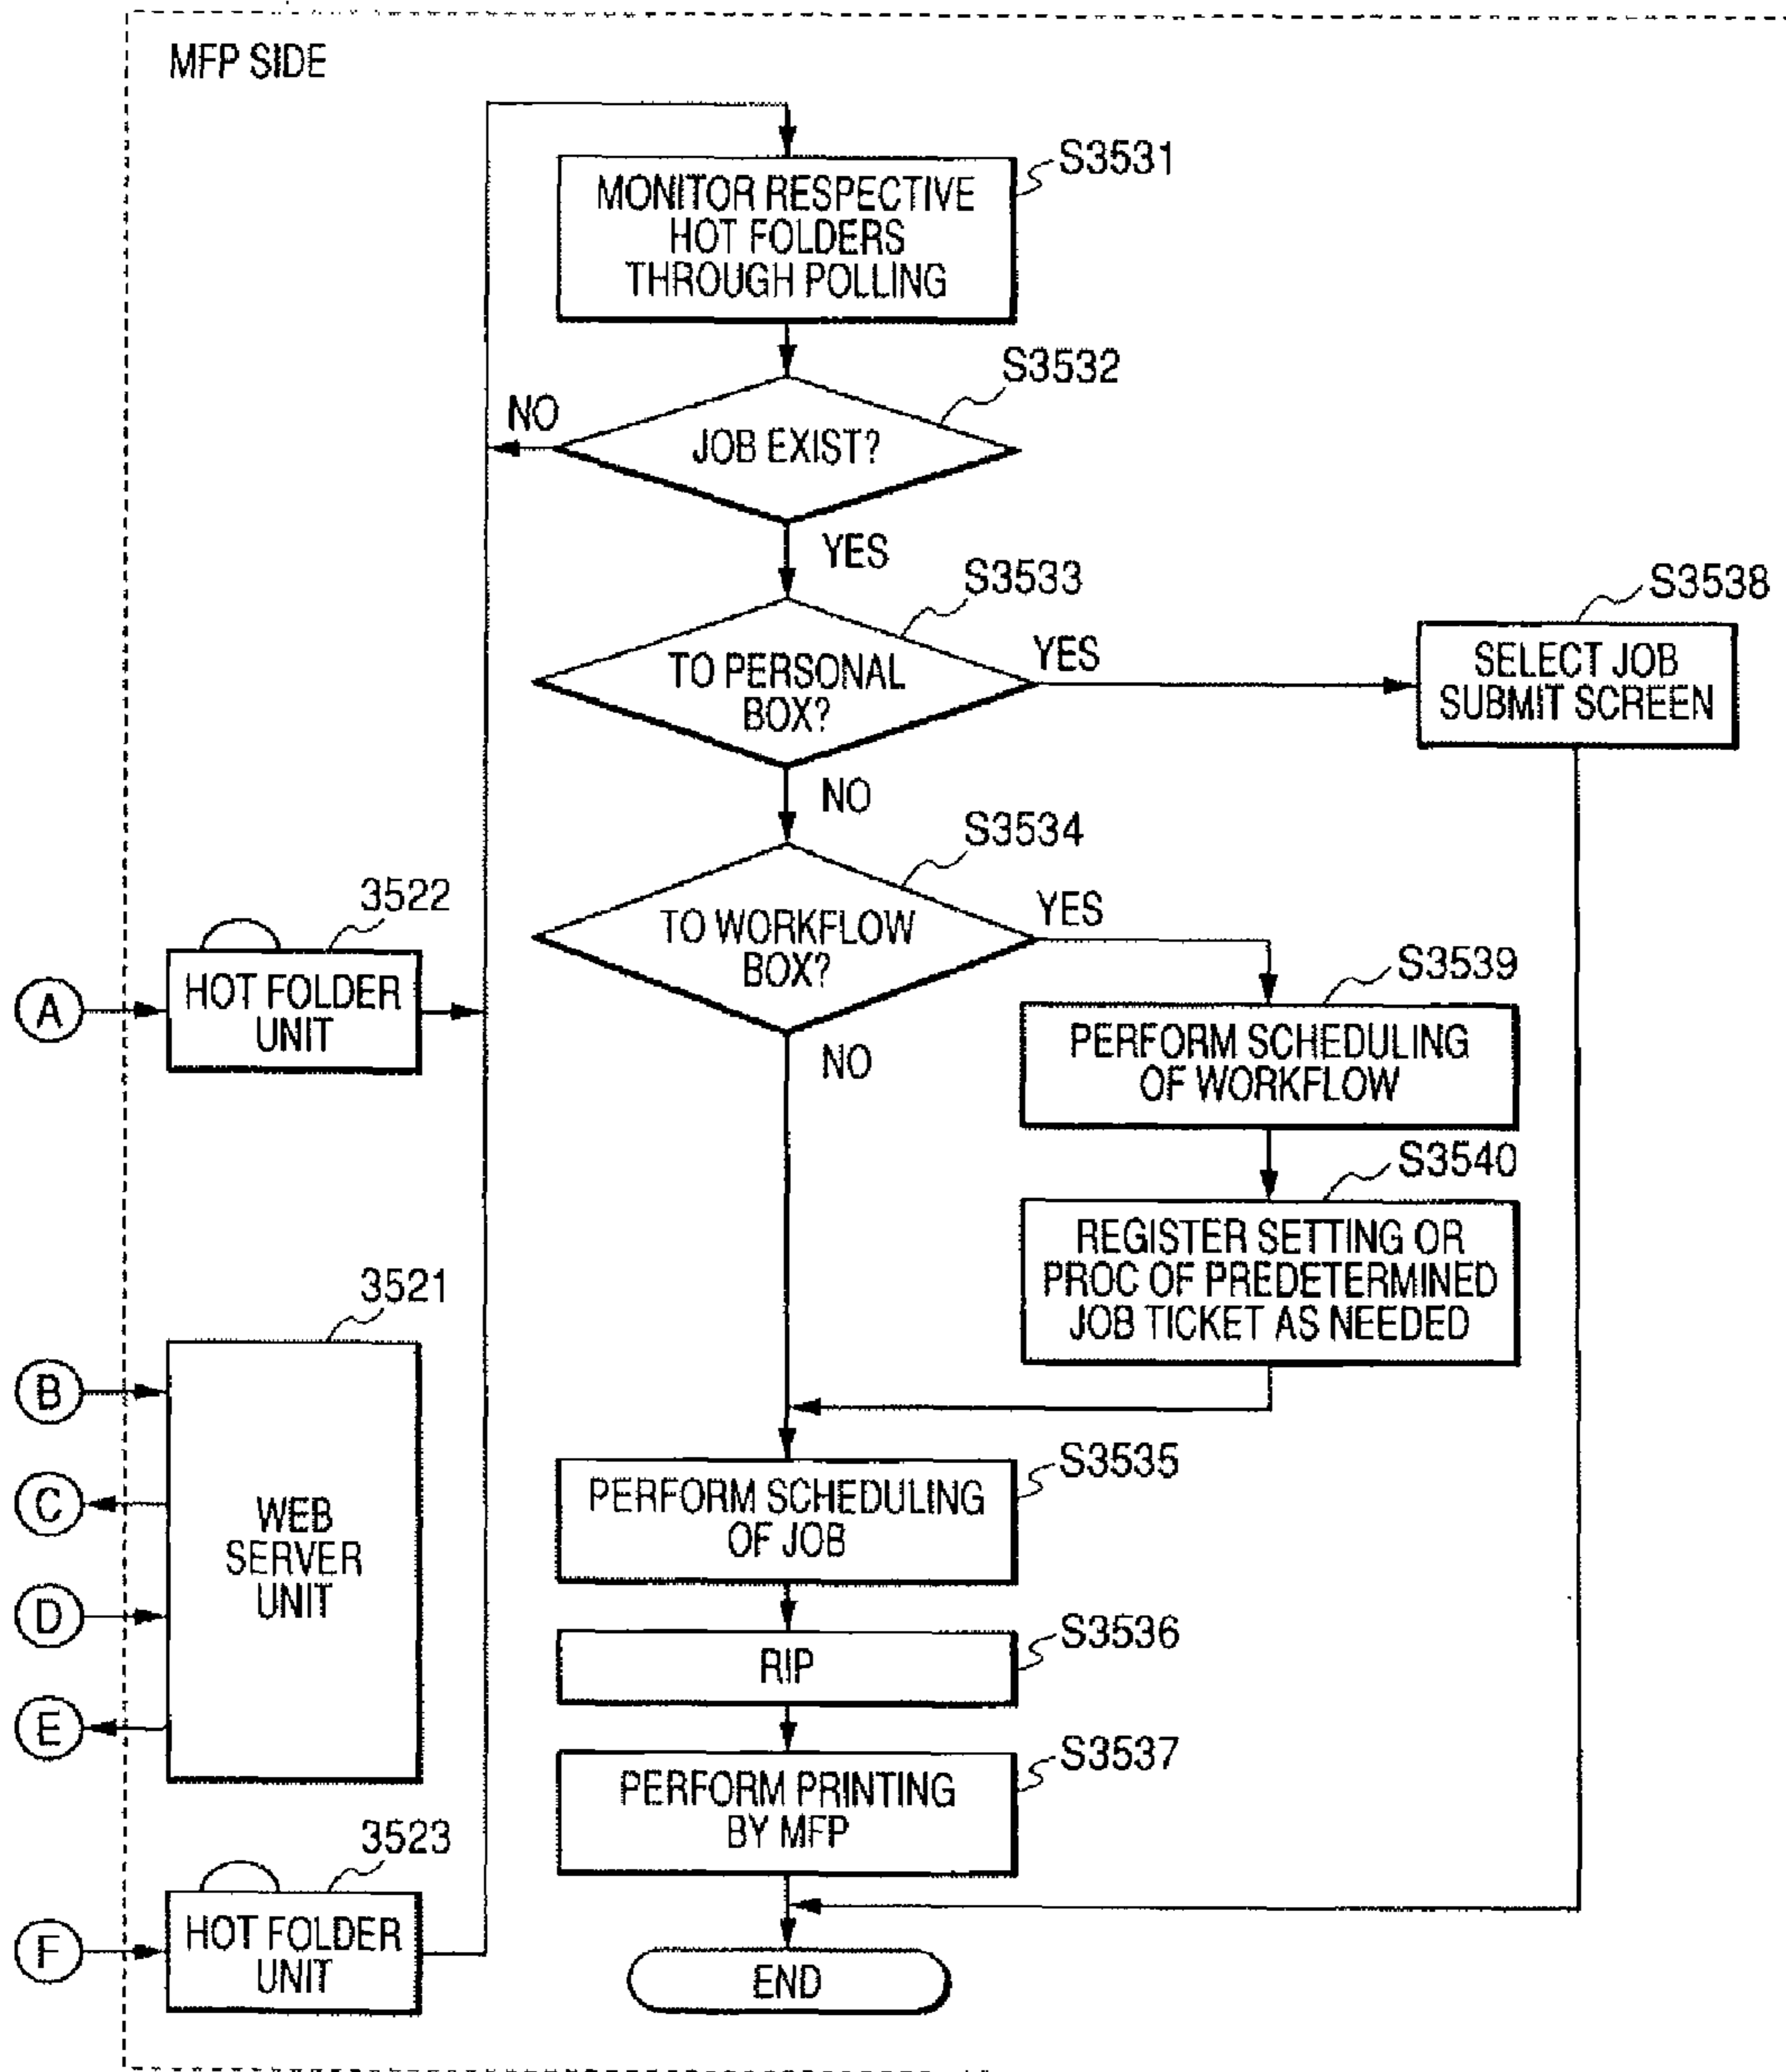 MFP SIDE
S3531
MONITOR RESPECTIVE
HOT FOLDERS
THROUGH POLLING
S3532
NO
JOB EXIST?
YES
S3533
TO PERSONAL
BOX?
YES
S3538
SELECT JOB
SUBMIT SCREEN
NO
S3534
TO WORKFLOW
BOX?
YES
3522
A
HOT FOLDER
UNIT
NO
S3539
PERFORM SCHEDULING
OF WORKFLOW
S3540
REGISTER SETTING OR
PROC OF PREDETERMINED
JOB TICKET AS NEEDED
3521
B
C
D
E
WEB
SERVER
UNIT
S3535
PERFORM SCHEDULING
OF JOB
S3536
RIP
S3537
PERFORM PRINTING
BY MFP
3523
F
HOT FOLDER
UNIT
END